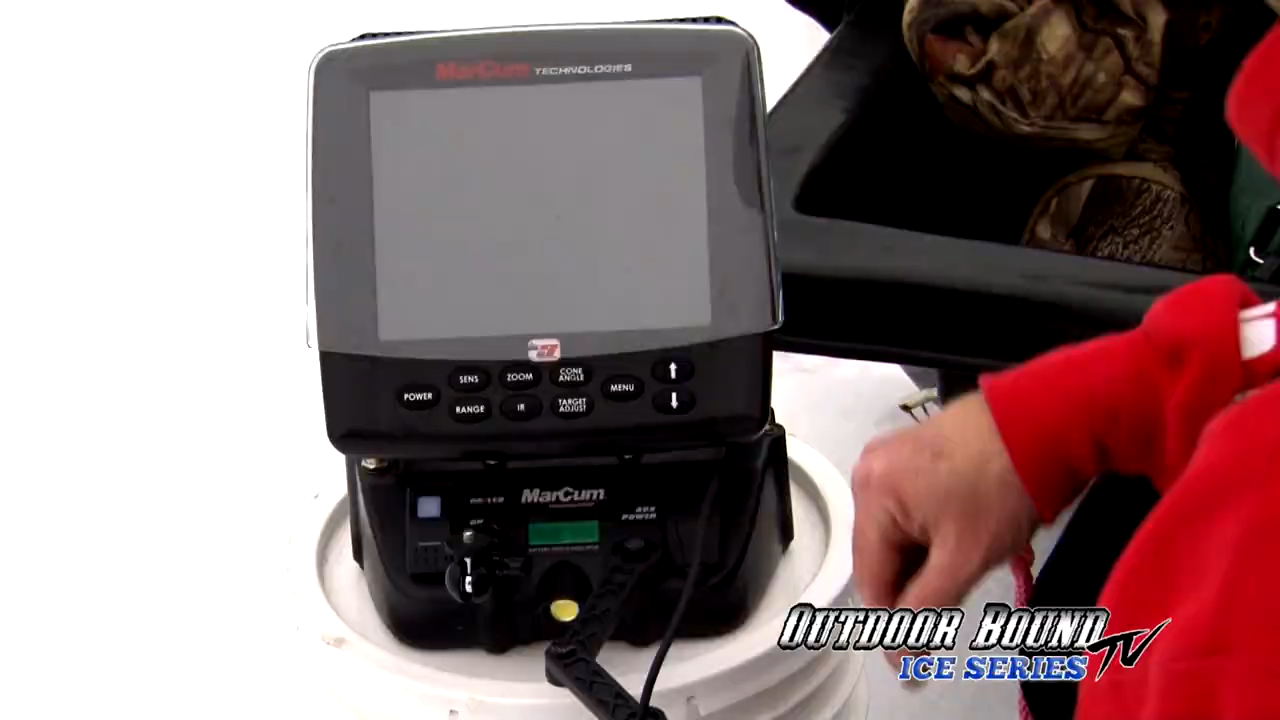 MarCum TECHNOLOGIES
POWER
SENS
ZOOM
CONE ANGLE
MENU
RANGE
IR
TARGET ADJUST
MarCum
AUX POWER
OUTDOOR BOUND TV
ICE SERIES